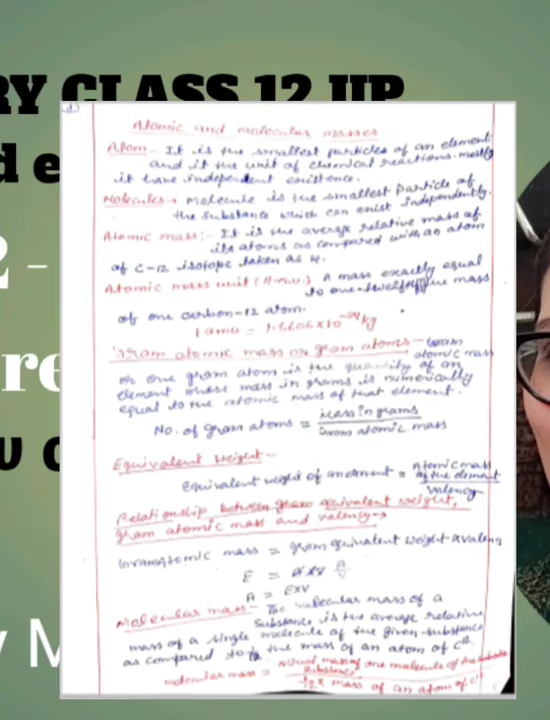 RY CLASS 12 UP
d e
2 -
re
U C
y M
Atomic and molecular masses
Atom - It is the smallest particles of an element
and it the unit of chemical reactions. mostly
it have independent existence.
Molecules → molecule is the smallest particle of
the substance which can exist independently.
Atomic mass:- It is the average relative mass of
its atoms as compared with an atom
of C-12 isotope taken as
Atomic mass unit (A.m.u.) A mass exactly equal
to one-twelfth mass
of one carbon-12 atom.
1 amu = 1.6606×10 kg
Gram atomic mass or gram atoms -
atomic mass
or one gram atom is the quantity of an
element whose mass in grams is numerically
equal to the atomic mass of that element.
No. of gram atoms = Mass in grams
Gram atomic mass
Equivalent Weight -
Equivalent weight of an element = Atomic mass
of the element
Valency
Relationship between gram equivalent weight,
gram atomic mass and valency →
Gram atomic mass = gram equivalent weight × valency
E = A
V
A = E×V
Molecular mass - The molecular mass of a
Substance is the average relative
mass of a single molecule of the given substance
as compared to the mass of an atom of C¹²
molecular mass = Actual mass of one molecule of the
substance
1/12 × mass of an atom of C¹²